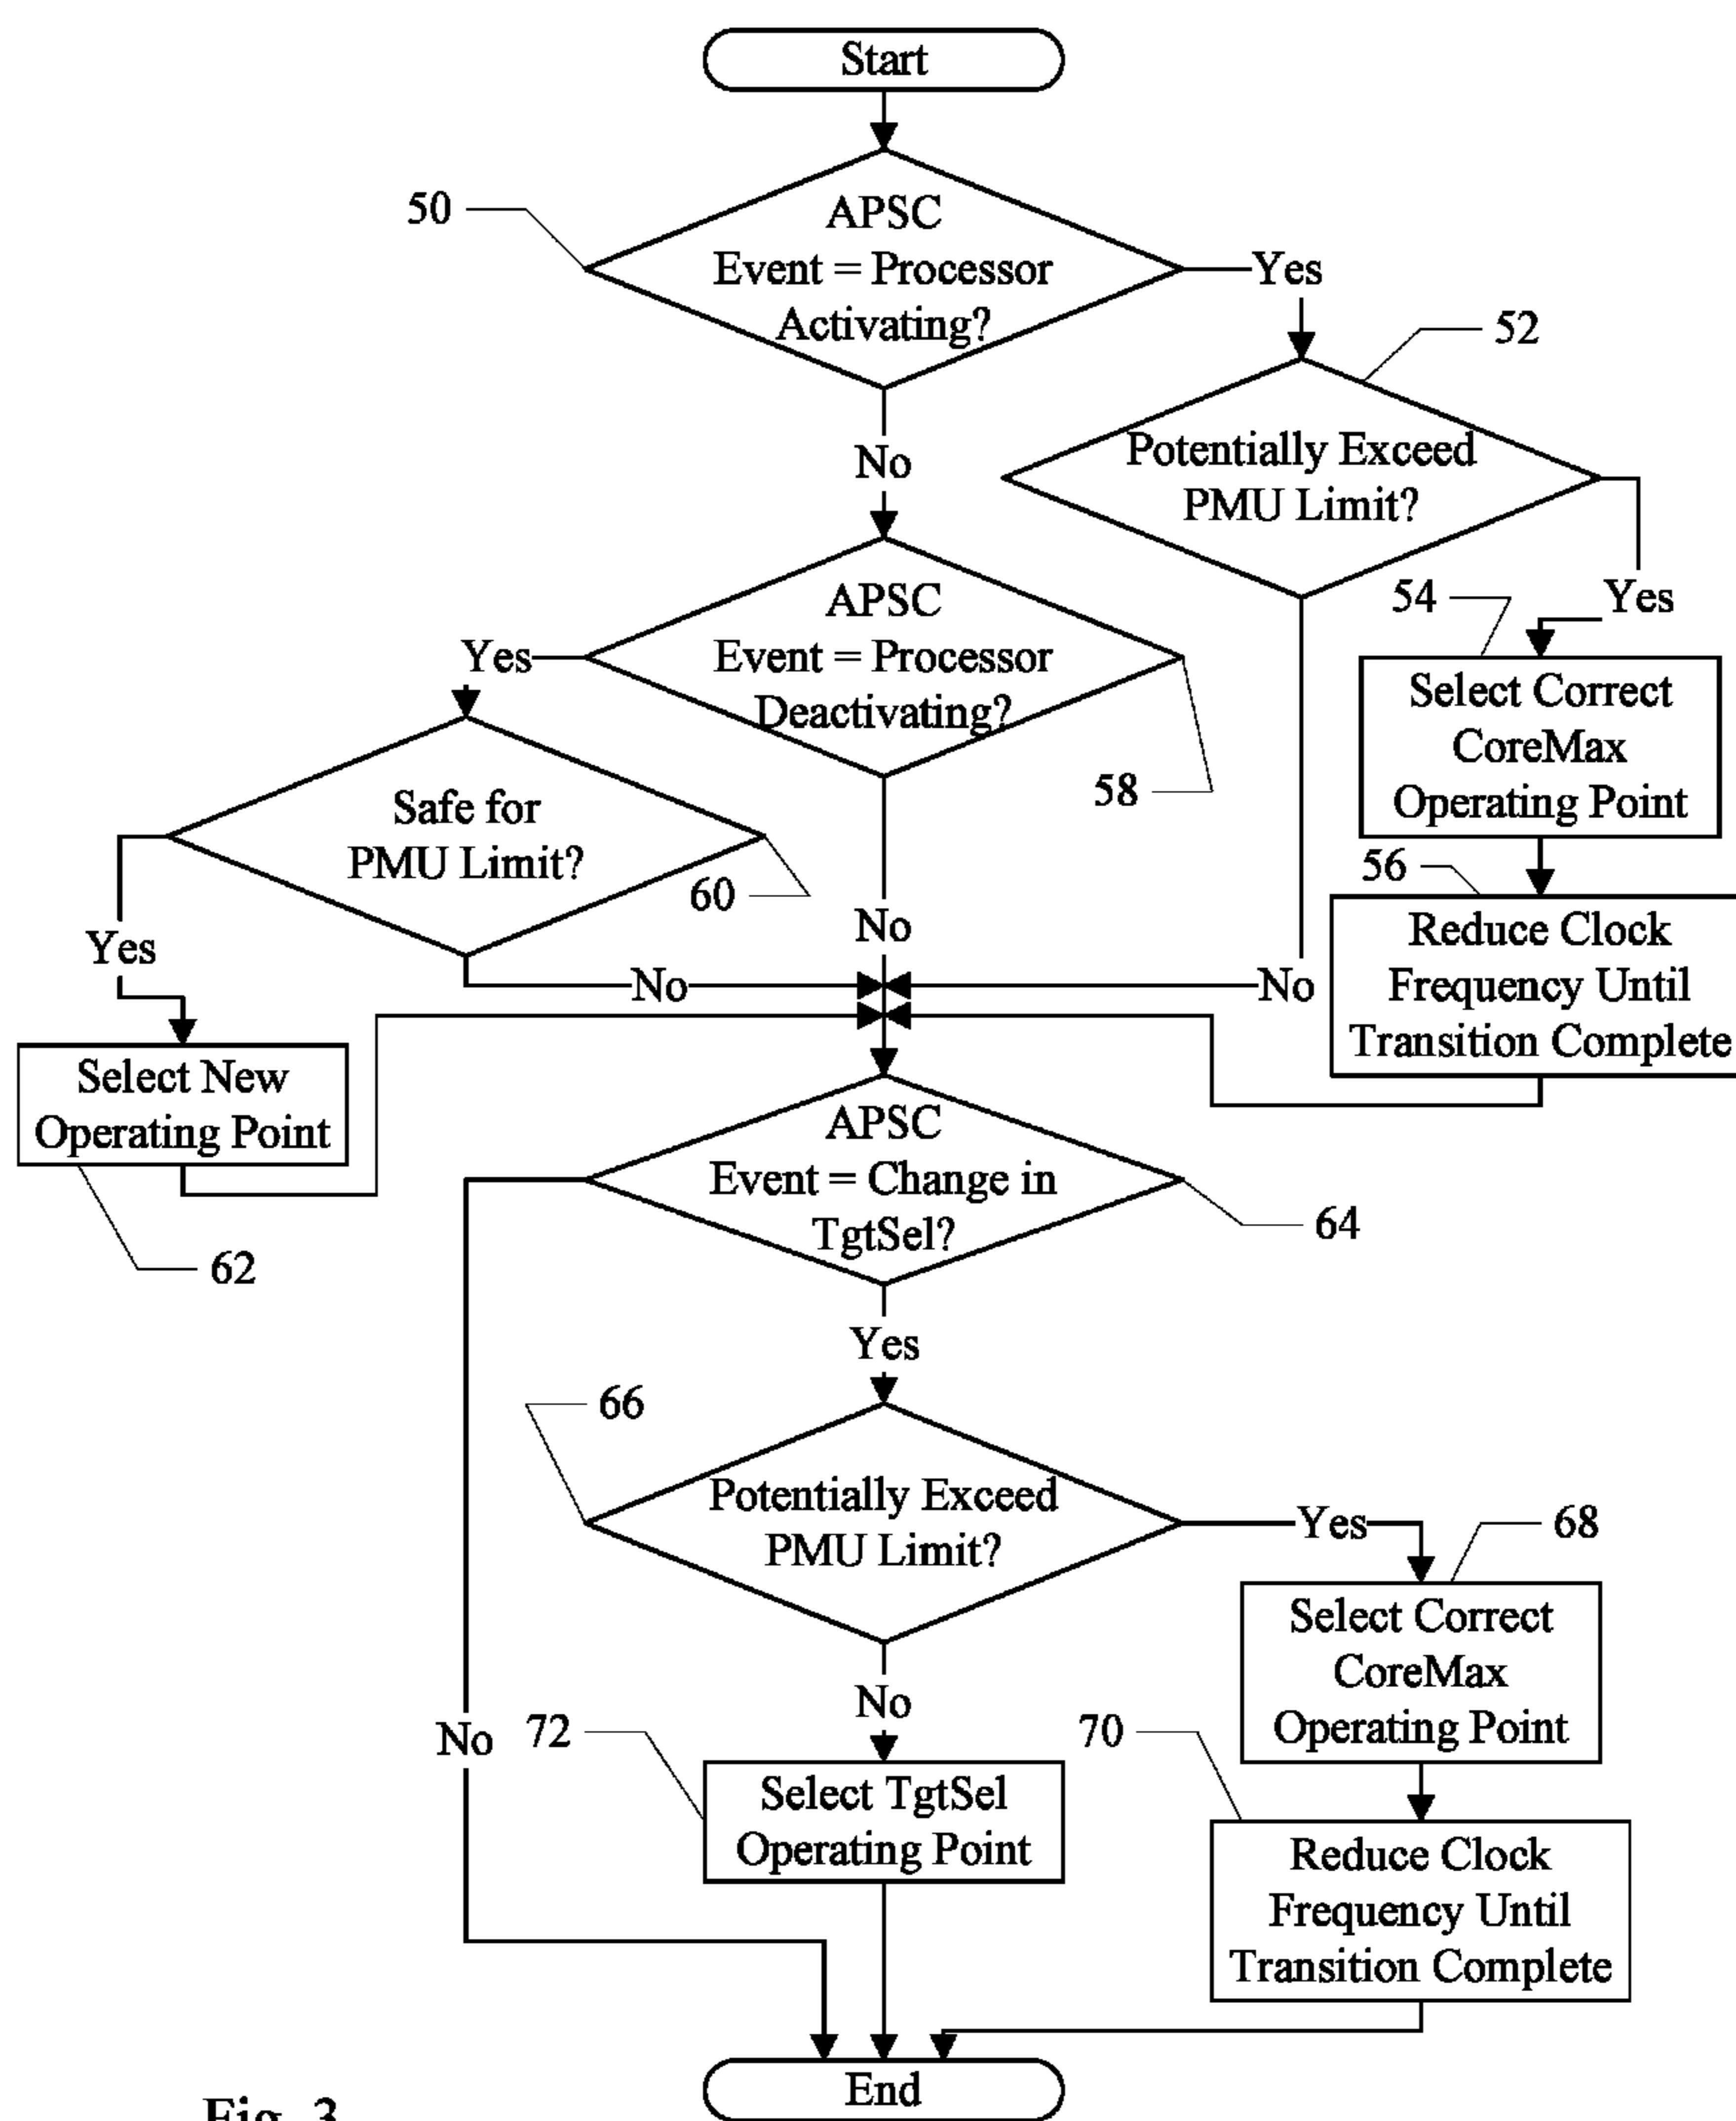 Start
50
APSC
Event = Processor
Activating?
Yes
52
No
Potentially Exceed
PMU Limit?
Yes
54
APSC
Event = Processor
Deactivating?
Yes
58
Select Correct
CoreMax
Operating Point
Safe for
PMU Limit?
60
56
Yes
No
No
No
Reduce Clock
Frequency Until
Transition Complete
Select New
Operating Point
62
APSC
Event = Change in
TgtSel?
64
Yes
66
Potentially Exceed
PMU Limit?
Yes
68
Select Correct
CoreMax
Operating Point
No
No
72
70
Select TgtSel
Operating Point
Reduce Clock
Frequency Until
Transition Complete
End
Fig. 3